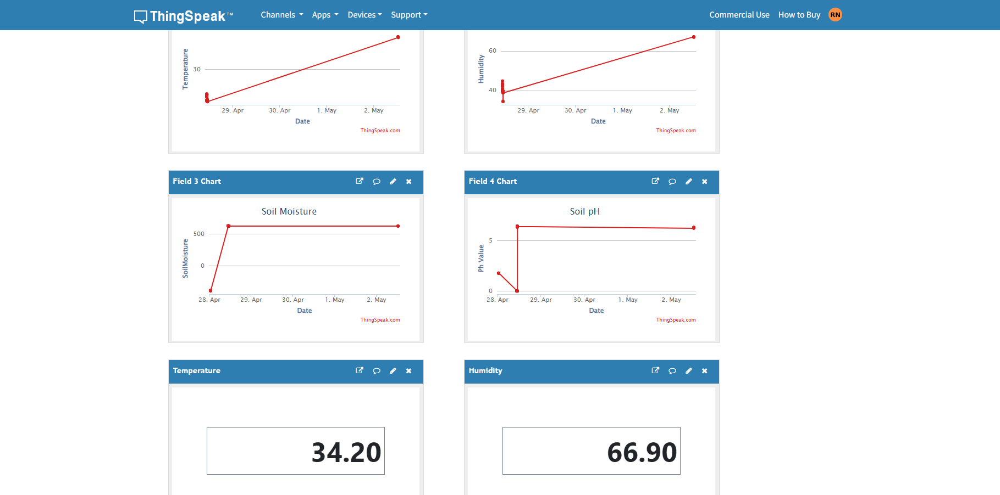 ThingSpeak™ Channels Apps Devices Support Commercial Use How to Buy RN
Temperature
30
29. Apr 30. Apr 1. May 2. May
Date
ThingSpeak.com
Humidity
60
40
29. Apr 30. Apr 1. May 2. May
Date
ThingSpeak.com
Field 3 Chart
Soil Moisture
SoilMoisture
500
0
28. Apr 29. Apr 30. Apr 1. May 2. May
Date
ThingSpeak.com
Field 4 Chart
Soil pH
Ph Value
5
0
28. Apr 29. Apr 30. Apr 1. May 2. May
Date
ThingSpeak.com
Temperature
34.20
Humidity
66.90